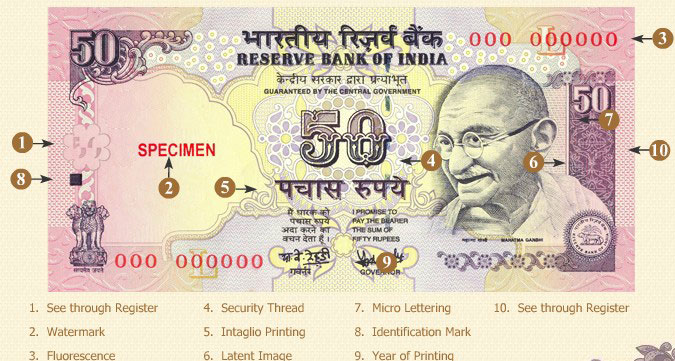 50
भारतीय रिज़र्व बैंक
000 000000
3
RESERVE BANK OF INDIA
केन्द्रीय सरकार द्वारा प्रत्याभूत
GUARANTEED BY THE CENTRAL GOVERNMENT
50
50
7
1
SPECIMEN
4
6
10
8
2
5
पचास रुपये
मैं धारक को
पचास रुपये
अदा करने का
वचन देता हूँ।
I PROMISE TO
PAY THE BEARER
THE SUM OF
FIFTY RUPEES
महात्मा गांधी MAHATMA GANDHI
सत्यमेव जयते
000 000000
गवर्नर
GOVERNOR
9
1. See through Register
4. Security Thread
7. Micro Lettering
10. See through Register
2. Watermark
5. Intaglio Printing
8. Identification Mark
3. Fluorescence
6. Latent Image
9. Year of Printing